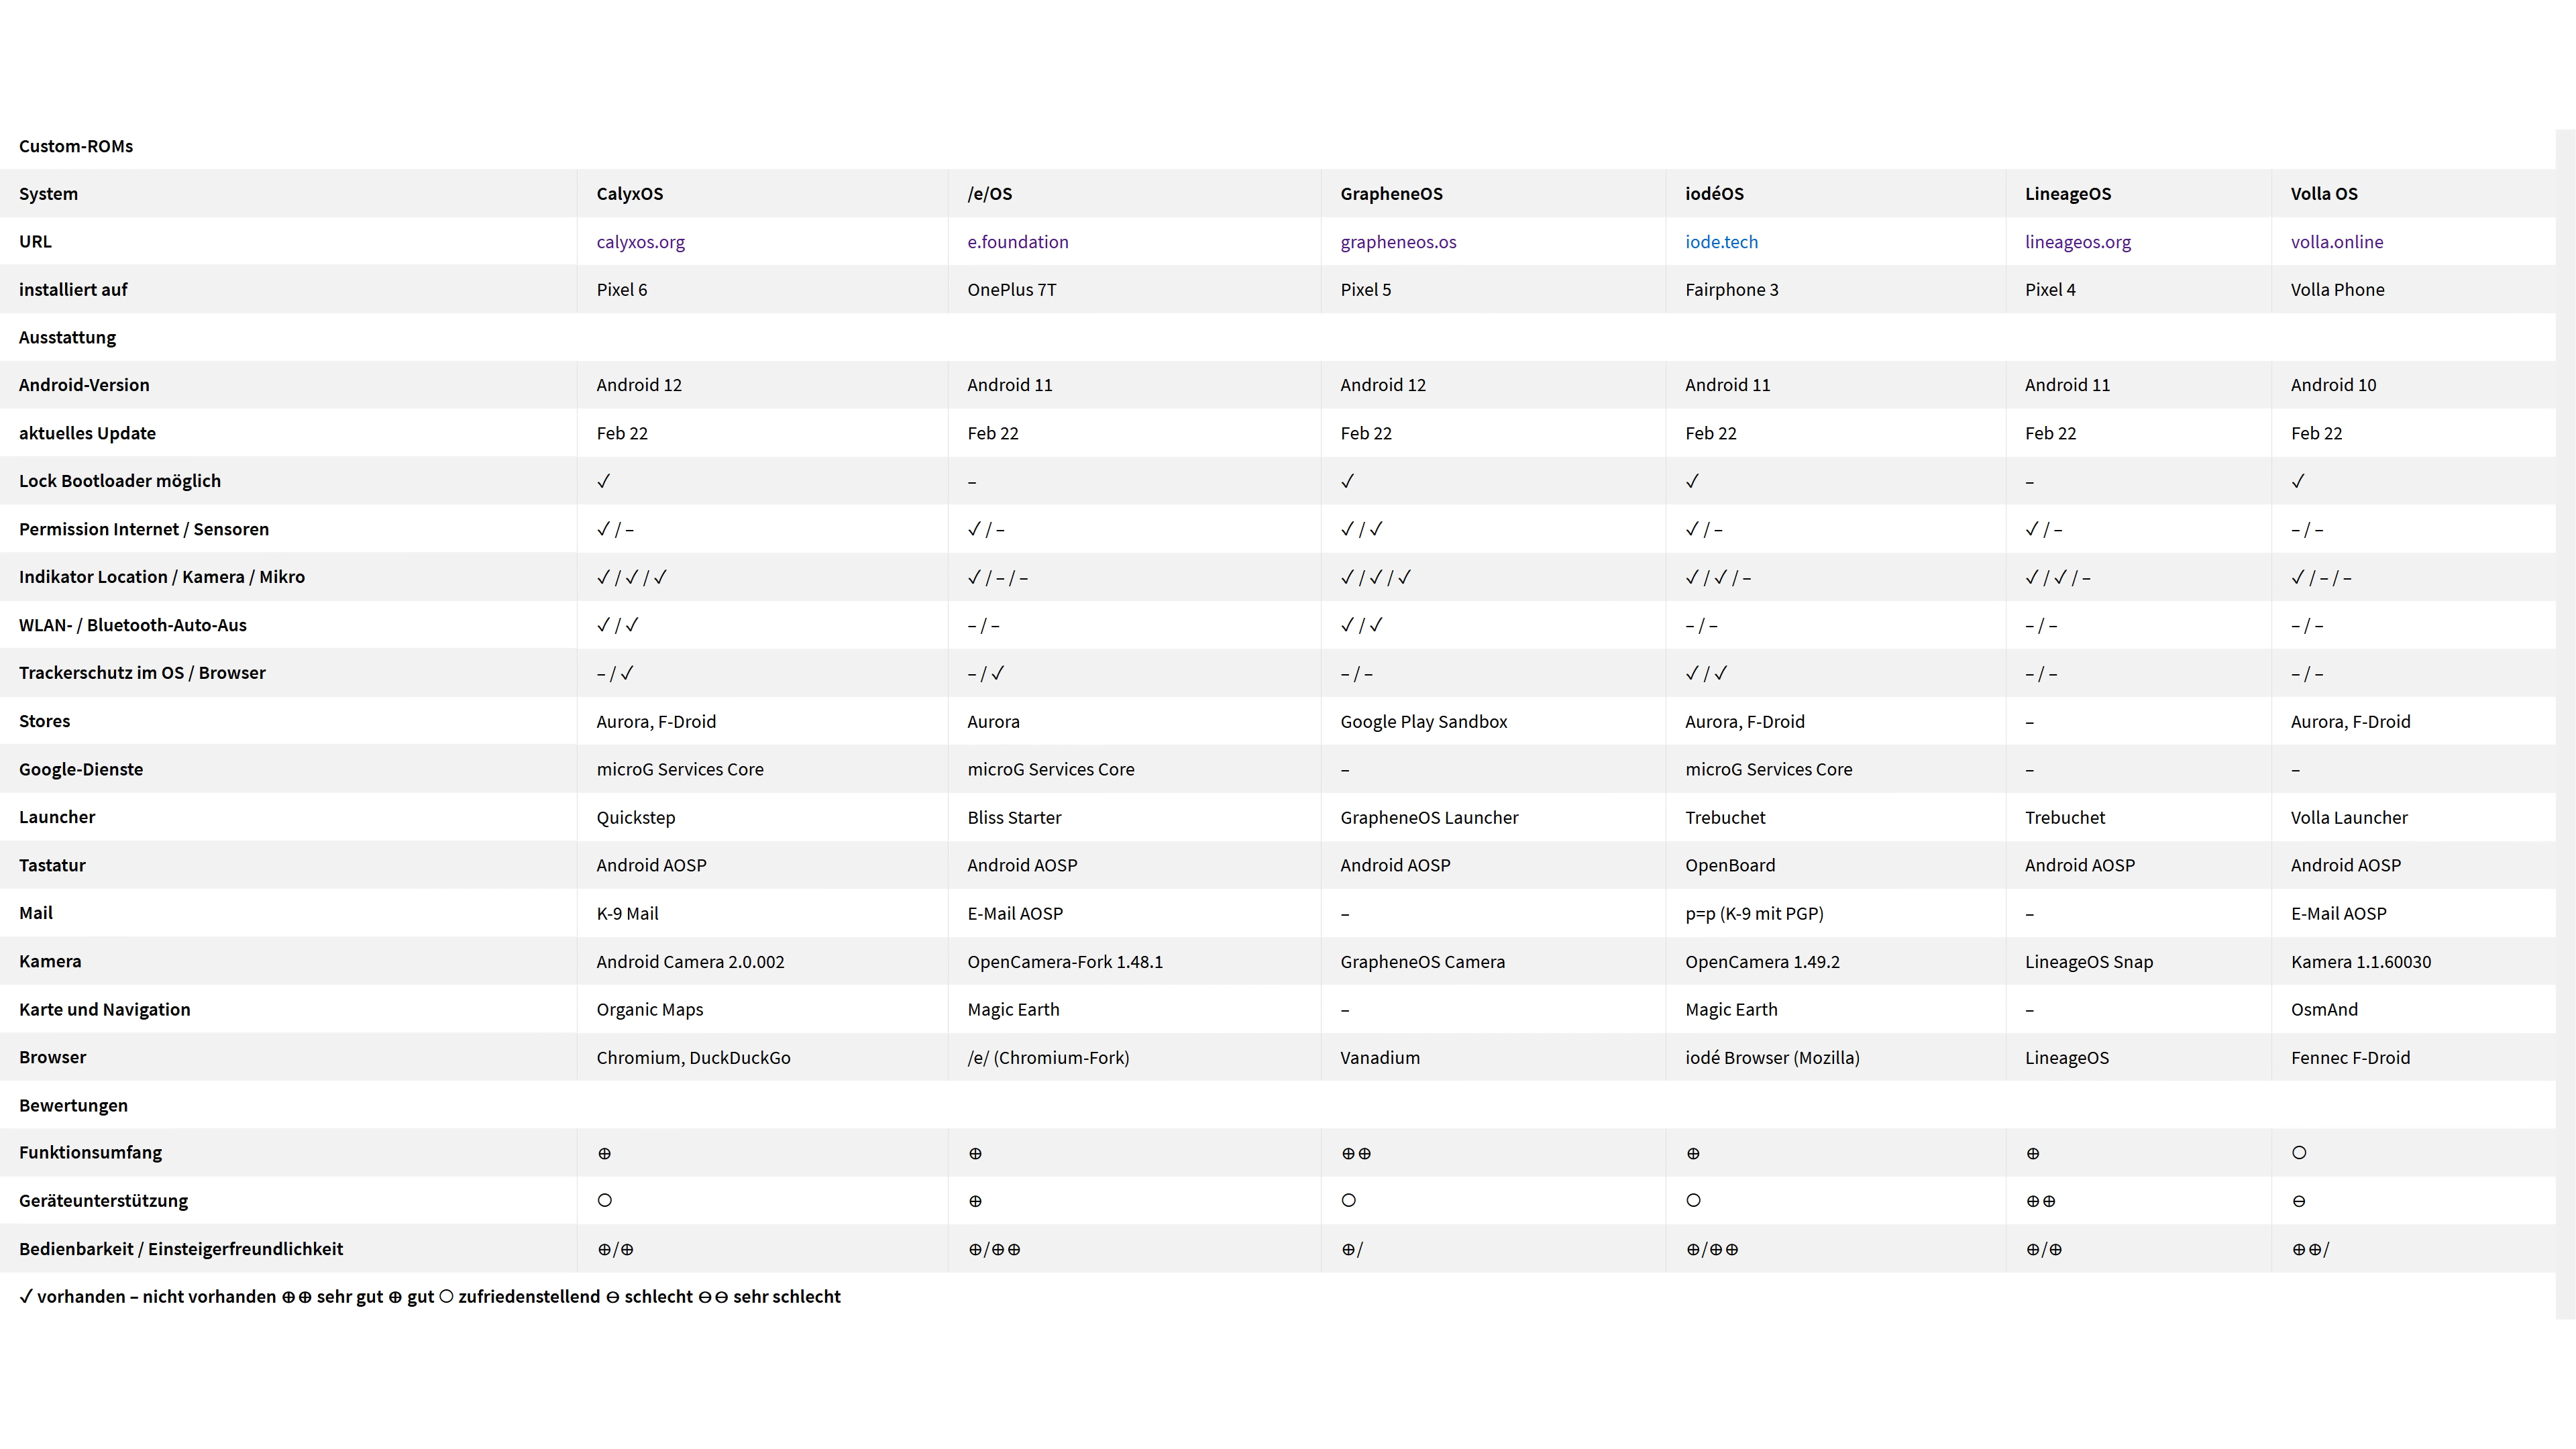 Custom-ROMs
System CalyxOS /e/OS GrapheneOS iodéOS LineageOS Volla OS
URL calyxos.org e.foundation grapheneos.os iode.tech lineageos.org volla.online
installiert auf Pixel 6 OnePlus 7T Pixel 5 Fairphone 3 Pixel 4 Volla Phone
Ausstattung
Android-Version Android 12 Android 11 Android 12 Android 11 Android 11 Android 10
aktuelles Update Feb 22 Feb 22 Feb 22 Feb 22 Feb 22 Feb 22
Lock Bootloader möglich ✓ – ✓ ✓ – ✓
Permission Internet / Sensoren ✓ / – ✓ / – ✓ / ✓ ✓ / – ✓ / – – / –
Indikator Location / Kamera / Mikro ✓ / ✓ / ✓ ✓ / – / – ✓ / ✓ / ✓ ✓ / ✓ / – ✓ / ✓ / – ✓ / – / –
WLAN- / Bluetooth-Auto-Aus ✓ / ✓ – / – ✓ / ✓ – / – – / – – / –
Trackerschutz im OS / Browser – / ✓ – / ✓ – / – ✓ / ✓ – / – – / –
Stores Aurora, F-Droid Aurora Google Play Sandbox Aurora, F-Droid – Aurora, F-Droid
Google-Dienste microG Services Core microG Services Core – microG Services Core – –
Launcher Quickstep Bliss Starter GrapheneOS Launcher Trebuchet Trebuchet Volla Launcher
Tastatur Android AOSP Android AOSP Android AOSP OpenBoard Android AOSP Android AOSP
Mail K-9 Mail E-Mail AOSP – p=p (K-9 mit PGP) – E-Mail AOSP
Kamera Android Camera 2.0.002 OpenCamera-Fork 1.48.1 GrapheneOS Camera OpenCamera 1.49.2 LineageOS Snap Kamera 1.1.60030
Karte und Navigation Organic Maps Magic Earth – Magic Earth – OsmAnd
Browser Chromium, DuckDuckGo /e/ (Chromium-Fork) Vanadium iodé Browser (Mozilla) LineageOS Fennec F-Droid
Bewertungen
Funktionsumfang ⊕ ⊕ ⊕⊕ ⊕ ⊕ ○
Geräteunterstützung ○ ⊕ ○ ○ ⊕⊕ ⊖
Bedienbarkeit / Einsteigerfreundlichkeit ⊕/⊕ ⊕/⊕⊕ ⊕/ ⊕/⊕⊕ ⊕/⊕ ⊕⊕/
✓ vorhanden – nicht vorhanden ⊕⊕ sehr gut ⊕ gut ○ zufriedenstellend ⊖ schlecht ⊖⊖ sehr schlecht